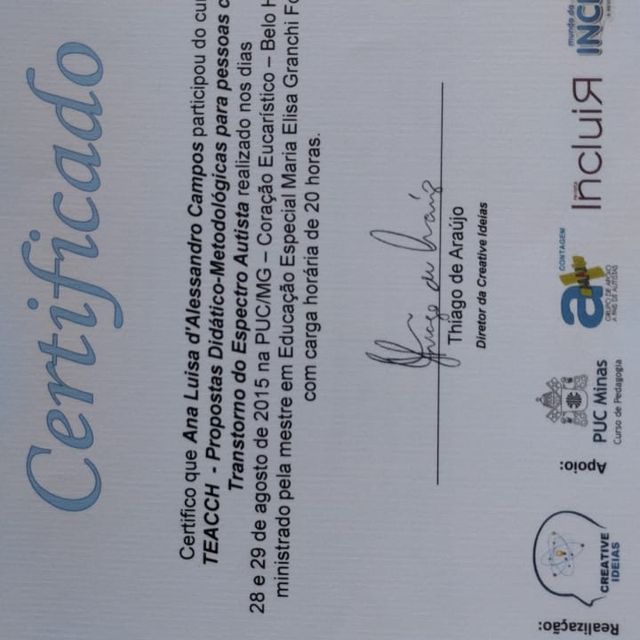 Certificado
Certifico que Ana Luisa d'Alessandro Campos participou do
TEACCH - Propostas Didático-Metodológicas para pessoas
Transtorno do Espectro Autista realizado nos dias
28 e 29 de agosto de 2015 na PUC/MG – Coração Eucarístico – Belo
ministrado pela mestre em Educação Especial Maria Elisa Granchi
com carga horária de 20 horas.
Thiago de Araújo
Diretor da Creative Ideias
Realização:
CREATIVE
IDEIAS
Apoio:
PUC Minas
Curso de Pedagogia
CONTAGEM
IncluiR